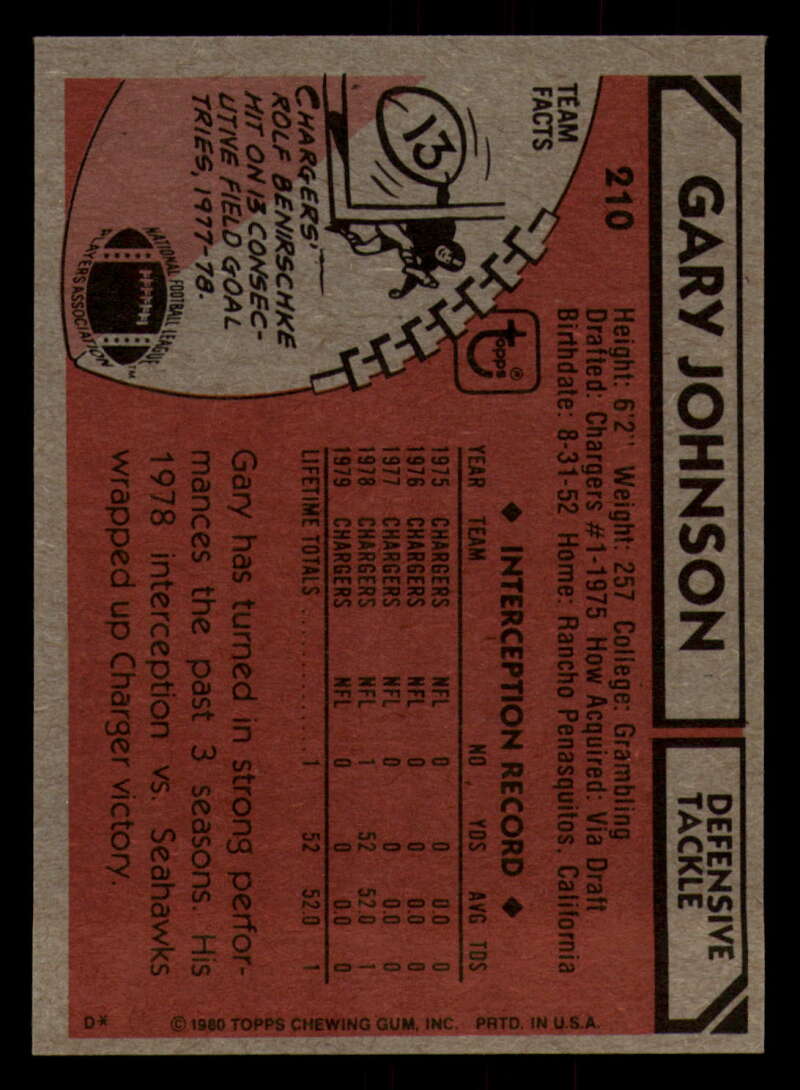 GARY JOHNSON
DEFENSIVE
TACKLE
210
Height: 6'2" Weight: 257 College: Grambling
Drafted: Chargers #1-1975 How Acquired: Via Draft
Birthdate: 8-31-52 Home: Rancho Penasquitos, California
TEAM
FACTS
13
CHARGERS'
ROLF BENIRSCHKE
HIT ON 13 CONSEC-
UTIVE FIELD GOAL
TRIES, 1977-78.
NATIONAL FOOTBALL LEAGUE
PLAYERS ASSOCIATION™
topps®
◆ INTERCEPTION RECORD ◆
YEAR TEAM NO. YDS AVG TDS
1975 CHARGERS NFL 0 0 0.0 0
1976 CHARGERS NFL 0 0 0.0 0
1977 CHARGERS NFL 0 0 0.0 0
1978 CHARGERS NFL 1 52 52.0 1
1979 CHARGERS NFL 0 0 0.0 0
LIFETIME TOTALS .................. 1 52 52.0 1
Gary has turned in strong perfor-
mances the past 3 seasons. His
1978 interception vs. Seahawks
wrapped up Charger victory.
© 1980 TOPPS CHEWING GUM, INC. PRTD. IN U.S.A.
D*